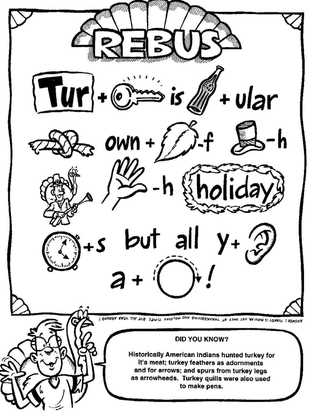 REBUS
Tur + is + ular
own + -f -h
-h holiday
+s but all y+
a + !
DID YOU KNOW?
Historically American Indians hunted turkey for
it's meat; turkey feathers as adornments
and for arrows; and spurs from turkey legs
as arrowheads. Turkey quills were also used
to make pens.